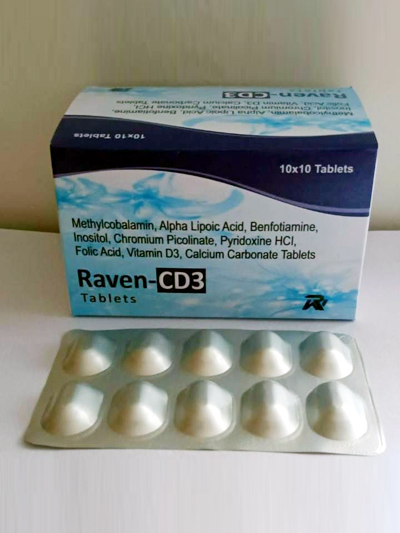 Methylcobalamin, Alpha Lipoic Acid, Benfotiamine,
Inositol, Chromium Picolinate, Pyridoxine HCl,
Folic Acid, Vitamin D3, Calcium Carbonate Tablets
Raven-CD3
Tablets
10x10 Tablets
10x10 Tablets
Methylcobalamin, Alpha Lipoic Acid, Benfotiamine,
Inositol, Chromium Picolinate, Pyridoxine HCl,
Folic Acid, Vitamin D3, Calcium Carbonate Tablets
Raven-CD3
Tablets